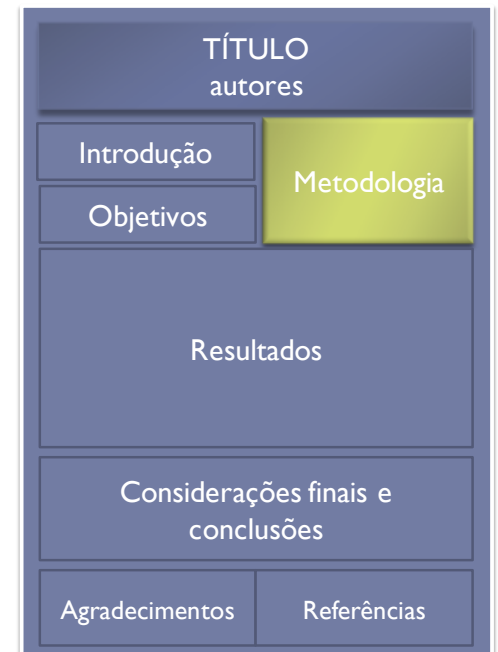 TÍTULO
autores
Introdução
Metodologia
Objetivos
Resultados
Considerações finais e
conclusões
Agradecimentos
Referências